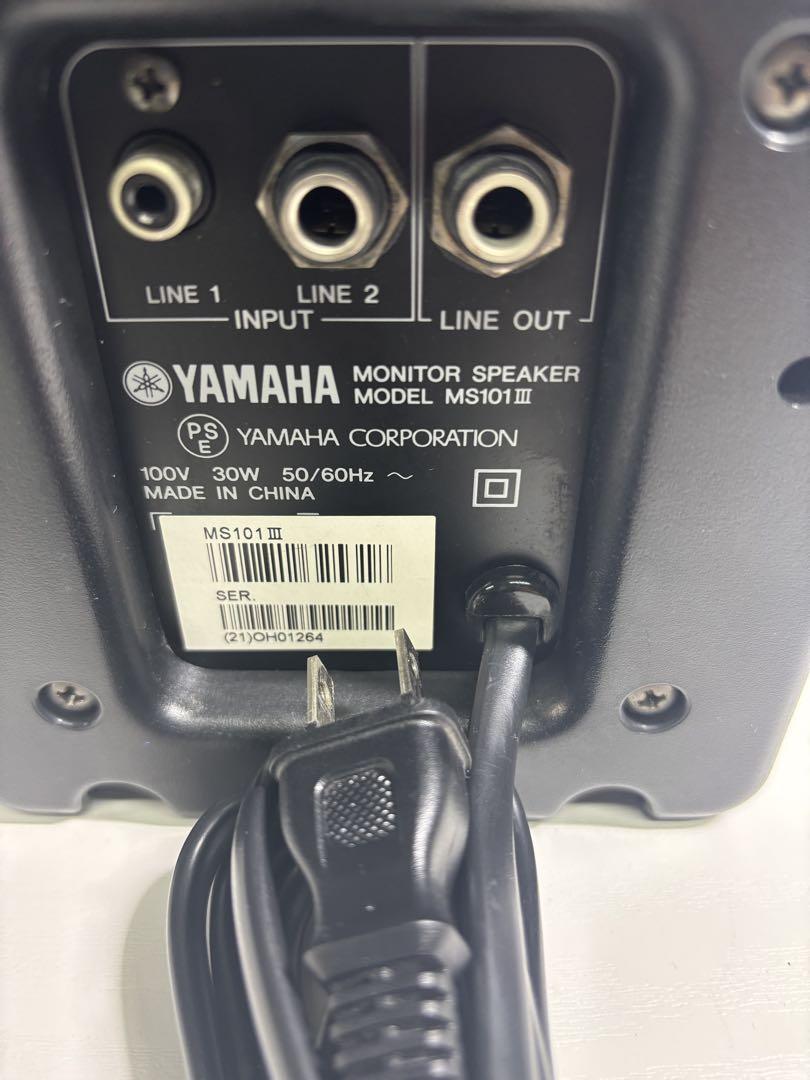 LINE 1
LINE 2
INPUT
LINE OUT
YAMAHA
MONITOR SPEAKER
MODEL MS101III
PSE
YAMAHA CORPORATION
100V 30W 50/60Hz ～
MADE IN CHINA
MS101III
SER.
(21)OH01264